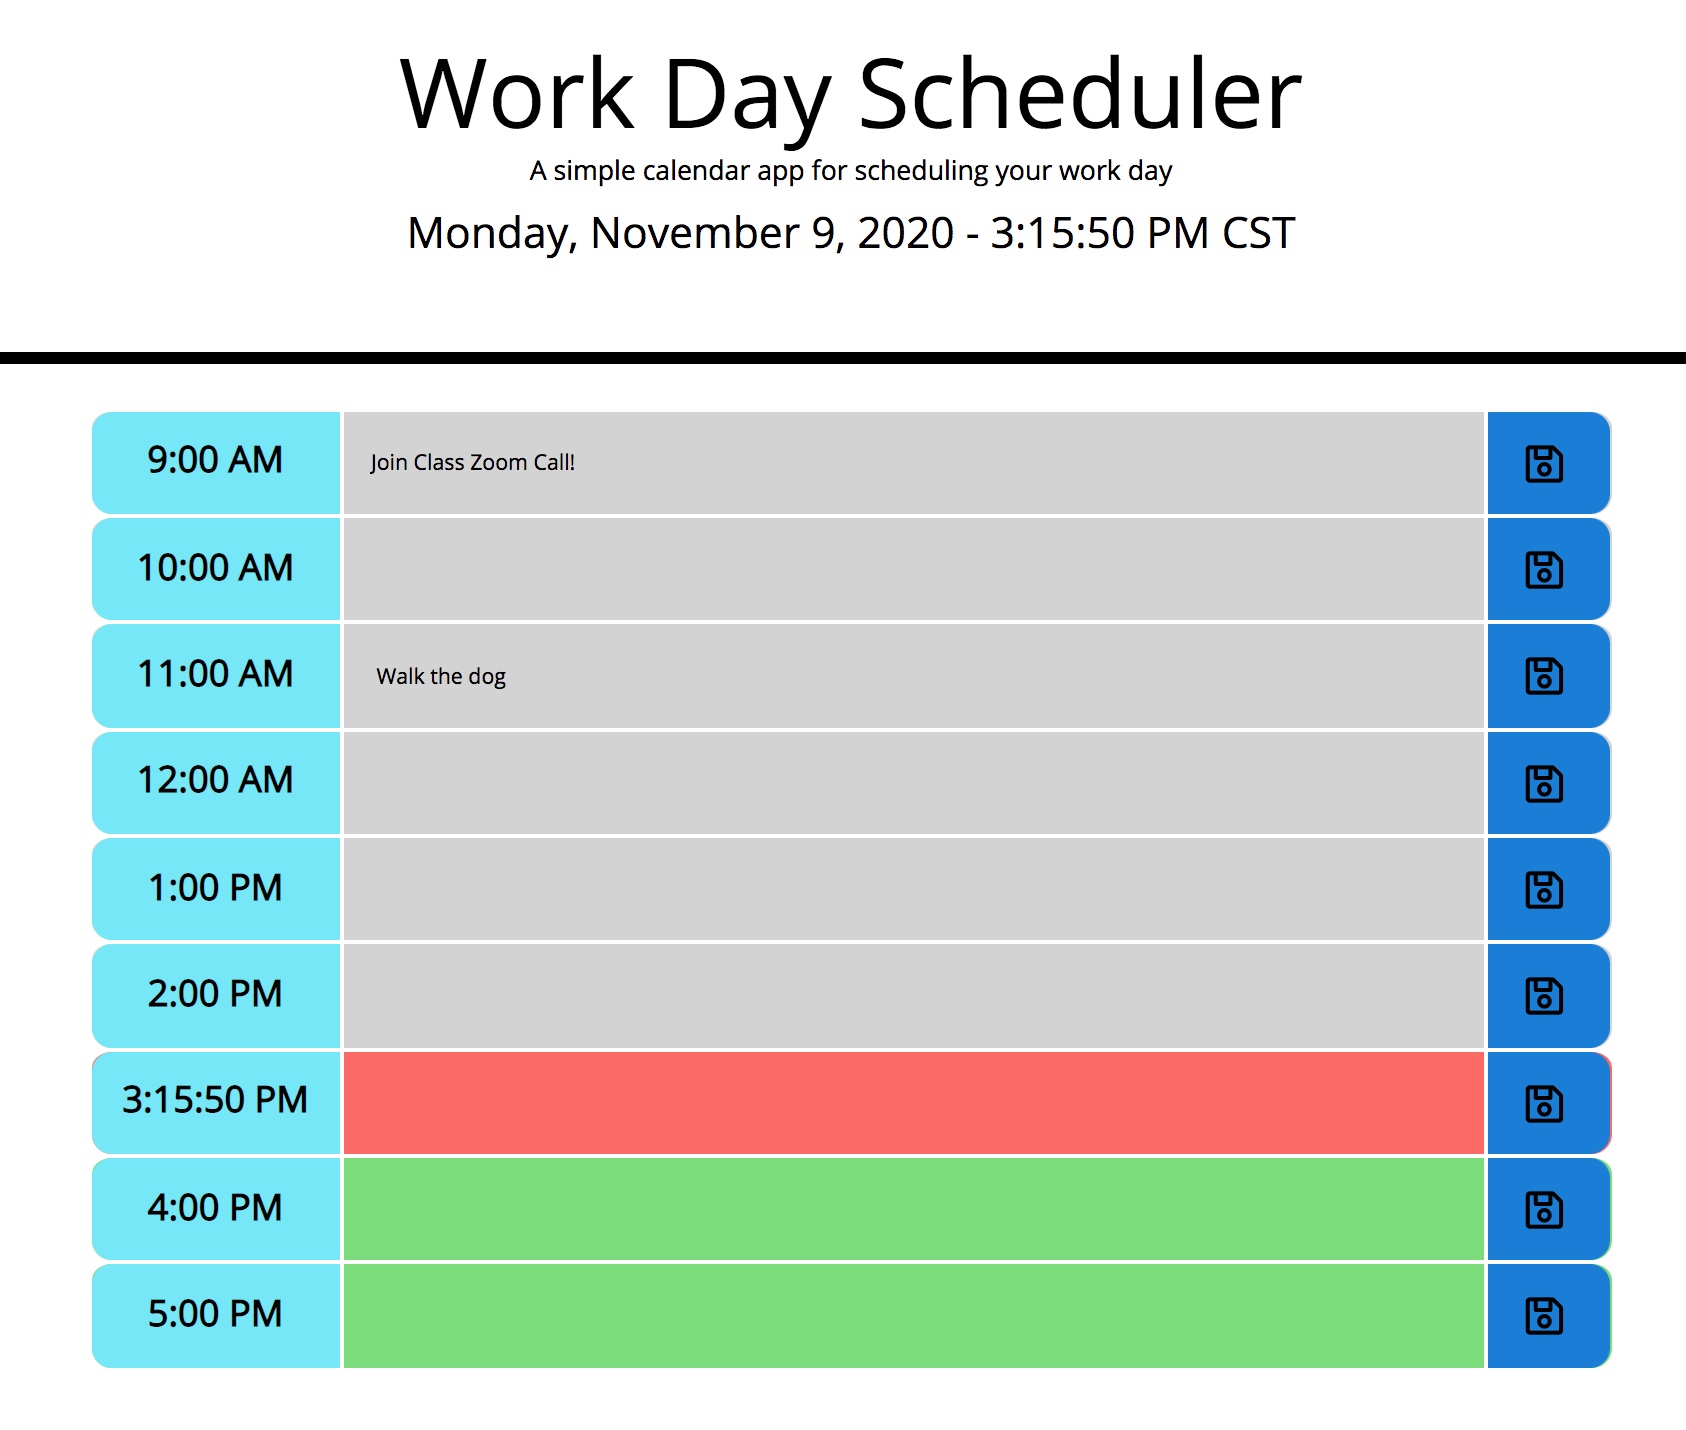 Work Day Scheduler
A simple calendar app for scheduling your work day
Monday, November 9, 2020 - 3:15:50 PM CST
9:00 AM Join Class Zoom Call!
10:00 AM
11:00 AM Walk the dog
12:00 AM
1:00 PM
2:00 PM
3:15:50 PM
4:00 PM
5:00 PM